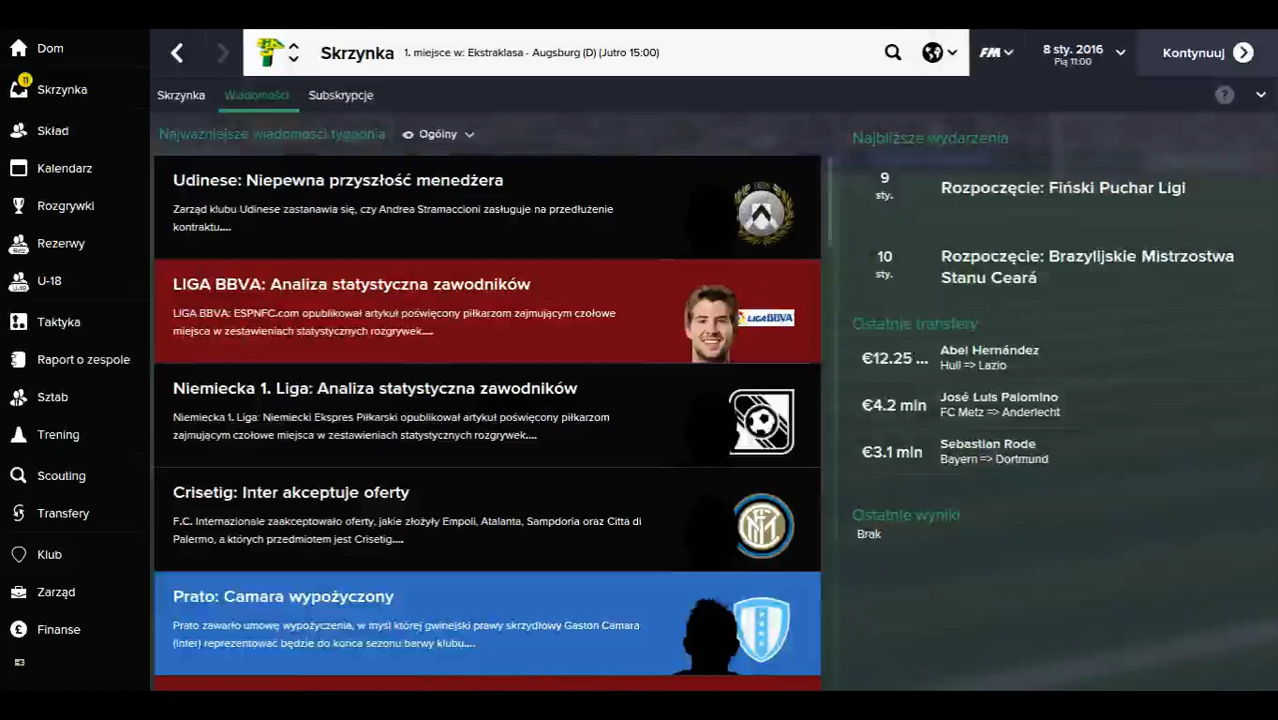 Dom
Skrzynka
11
Skład
Kalendarz
Rozgrywki
Rezerwy
U-18
Taktyka
Raport o zespole
Sztab
Trening
Scouting
Transfery
Klub
Zarząd
Finanse
Skrzynka
1. miejsce w: Ekstraklasa - Augsburg (D) (Jutro 15:00)
FM
8 sty. 2016
Pią 11:00
Kontynuuj
Skrzynka
Wiadomości
Subskrypcje
?
Najważniejsze wiadomości tygodnia
Ogólny
Udinese: Niepewna przyszłość menedżera
Zarząd klubu Udinese zastanawia się, czy Andrea Stramaccioni zasługuje na przedłużenie
kontraktu....
LIGA BBVA: Analiza statystyczna zawodników
LIGA BBVA: ESPNFC.com opublikował artykuł poświęcony piłkarzom zajmującym czołowe
miejsca w zestawieniach statystycznych rozgrywek....
LIGA BBVA
Niemiecka 1. Liga: Analiza statystyczna zawodników
Niemiecka 1. Liga: Niemiecki Ekspres Piłkarski opublikował artykuł poświęcony piłkarzom
zajmującym czołowe miejsca w zestawieniach statystycznych rozgrywek....
Crisetig: Inter akceptuje oferty
F.C. Internazionale zaakceptowało oferty, jakie złożyły Empoli, Atalanta, Sampdoria oraz Città di
Palermo, a których przedmiotem jest Crisetig....
Prato: Camara wypożyczony
Prato zawarło umowę wypożyczenia, w myśl której gwinejski prawy skrzydłowy Gaston Camara
(Inter) reprezentować będzie do końca sezonu barwy klubu....
Najbliższe wydarzenia
9
sty.
Rozpoczęcie: Fiński Puchar Ligi
10
sty.
Rozpoczęcie: Brazylijskie Mistrzostwa
Stanu Ceará
Ostatnie transfery
€12.25 ...
Abel Hernández
Hull => Lazio
€4.2 mln
José Luis Palomino
FC Metz => Anderlecht
€3.1 mln
Sebastian Rode
Bayern => Dortmund
Ostatnie wyniki
Brak